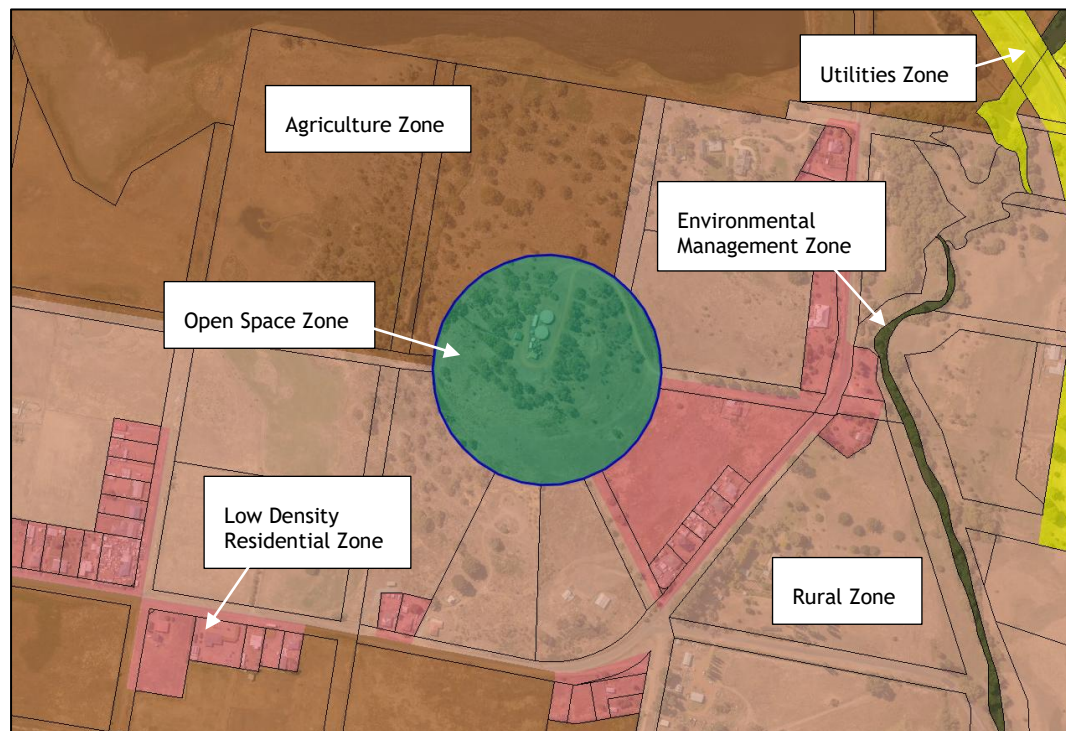 Utilities Zone
Agriculture Zone
Environmental
Management Zone
Open Space Zone
Low Density
Residential Zone
Rural Zone